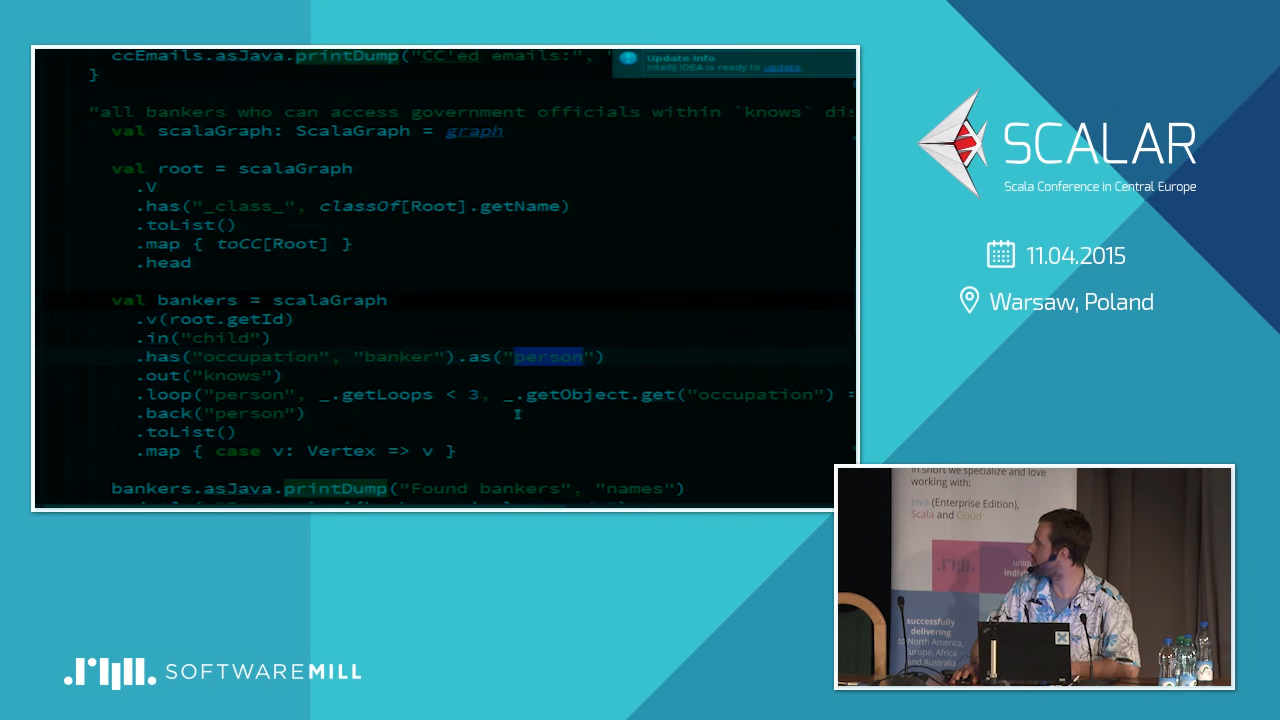 ccEmails.asJava.printDump("CC'ed emails:",
Update Info.
IntelliJ IDEA is ready to update.
}
"all bankers who can access government officials within `knows` dis
val scalaGraph: ScalaGraph = graph
val root = scalaGraph
.V
.has("_class_", classOf[Root].getName)
.toList()
.map { toCC[Root] }
.head
val bankers = scalaGraph
.v(root.getId)
.in("child")
.has("occupation", "banker").as("person")
.out("knows")
.loop("person", _.getLoops < 3, _.getObject.get("occupation") =
.back("person")
.toList()
.map { case v: Vertex => v }
bankers.asJava.printDump("Found bankers", "names")
SCALAR
Scala Conference in Central Europe
11.04.2015
Warsaw, Poland
In short we specialize and love
working with:
Java (Enterprise Edition),
Scala and Cloud
successfully
delivering
to North America,
Europe, Africa
and Australia
SOFTWAREMILL